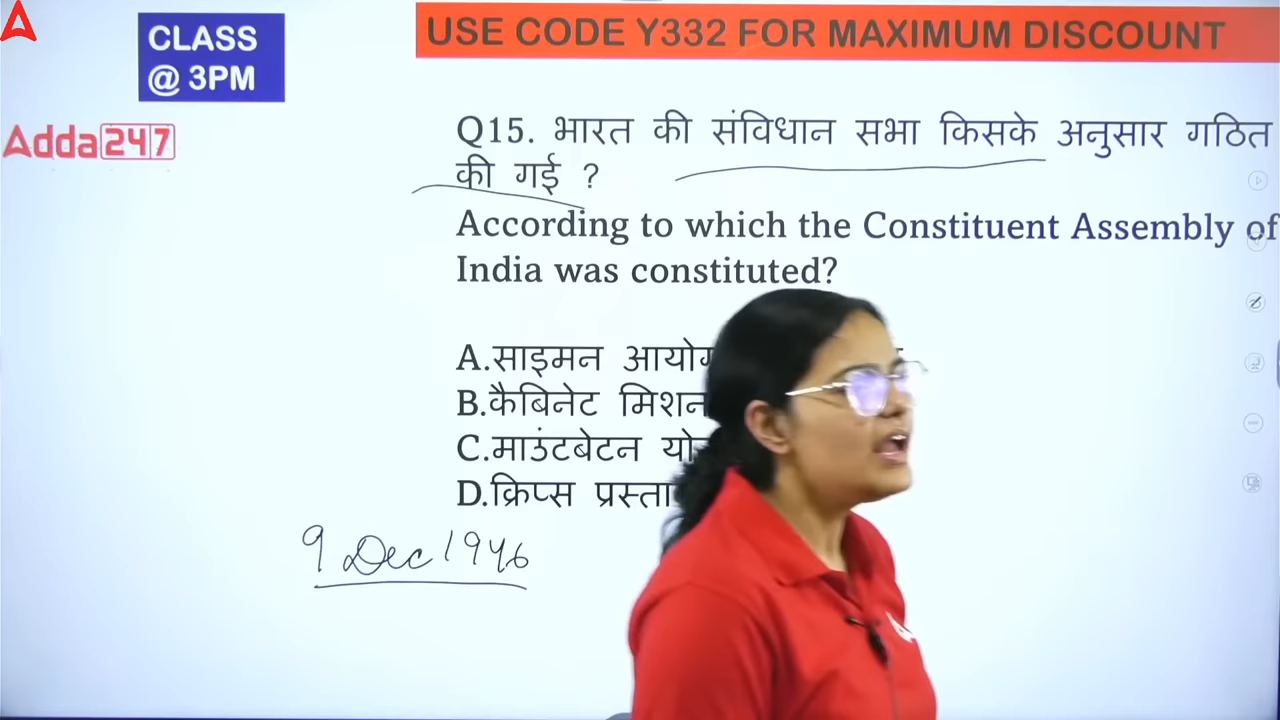 CLASS
@ 3PM
USE CODE Y332 FOR MAXIMUM DISCOUNT
Adda247
Q15. भारत की संविधान सभा किसके अनुसार गठित
की गई ?
According to which the Constituent Assembly of
India was constituted?
A.साइमन
B.कैबिनेट मिशन
C.माउंटबेटन
D.क्रिप्स
9 Dec 1946